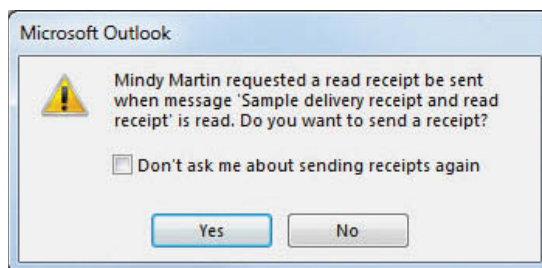 Microsoft Outlook
Mindy Martin requested a read receipt be sent
when message 'Sample delivery receipt and read
receipt' is read. Do you want to send a receipt?
Don't ask me about sending receipts again
Yes
No